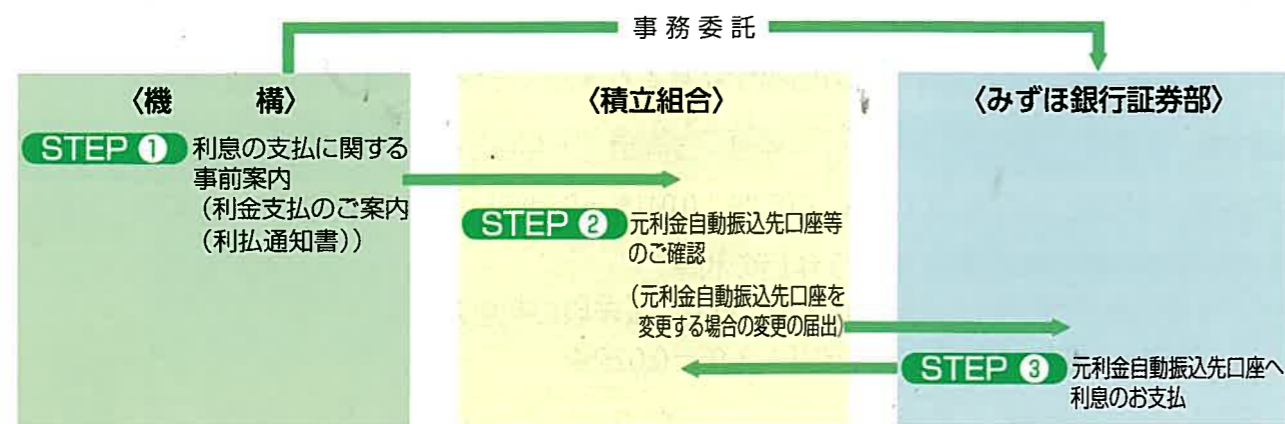 事務委託
〈機　　構〉
STEP ❶ 利息の支払に関する
事前案内
（利金支払のご案内
（利払通知書））
〈積立組合〉
STEP ❷ 元利金自動振込先口座等
のご確認
（元利金自動振込先口座を
変更する場合の変更の届出）
〈みずほ銀行証券部〉
STEP ❸ 元利金自動振込先口座へ
利息のお支払